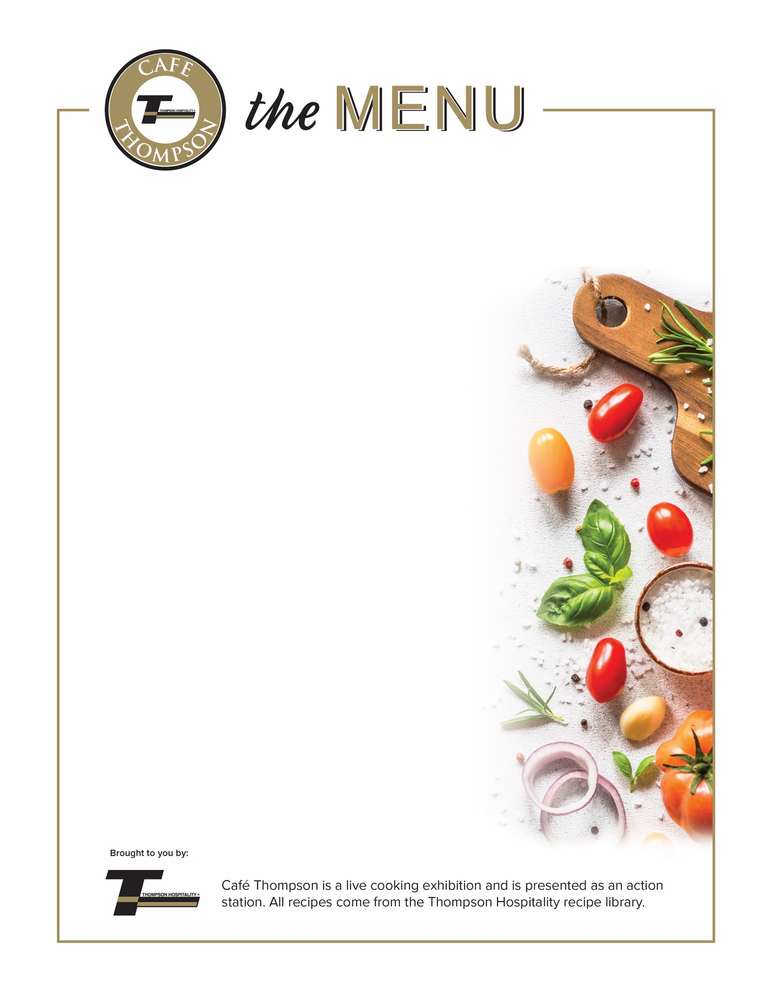 CAFE
THOMPSON HOSPITALITY
THOMPSON
the MENU
Brought to you by:
THOMPSON HOSPITALITY®
Café Thompson is a live cooking exhibition and is presented as an action
station. All recipes come from the Thompson Hospitality recipe library.